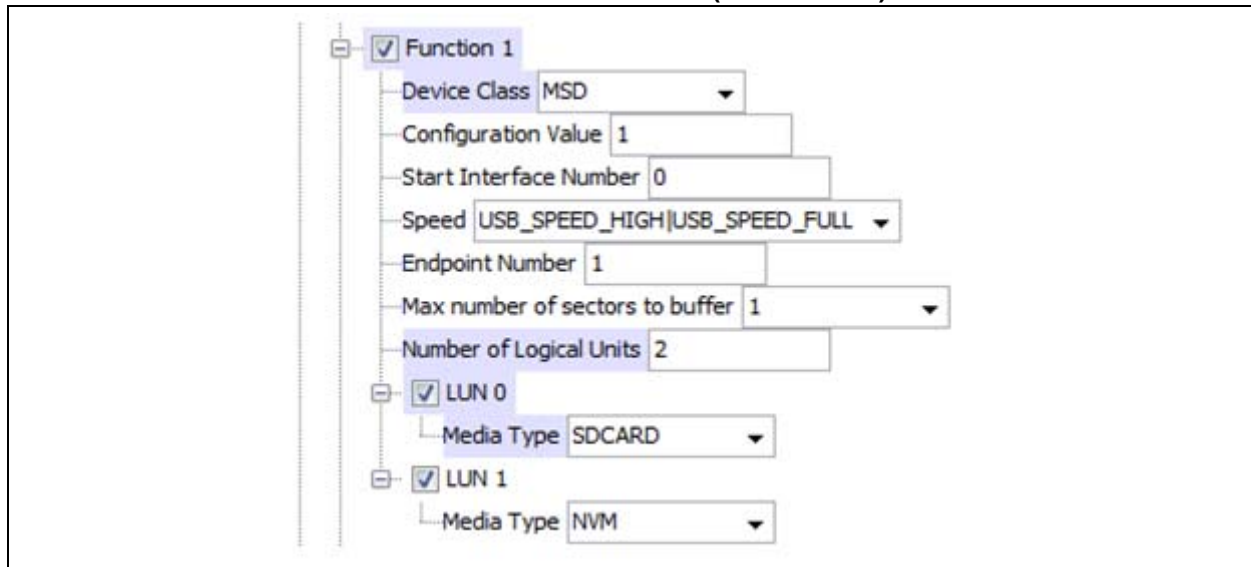 Function 1
Device Class MSD
Configuration Value 1
Start Interface Number 0
Speed USB_SPEED_HIGH|USB_SPEED_FULL
Endpoint Number 1
Max number of sectors to buffer 1
Number of Logical Units 2
LUN 0
Media Type SDCARD
LUN 1
Media Type NVM